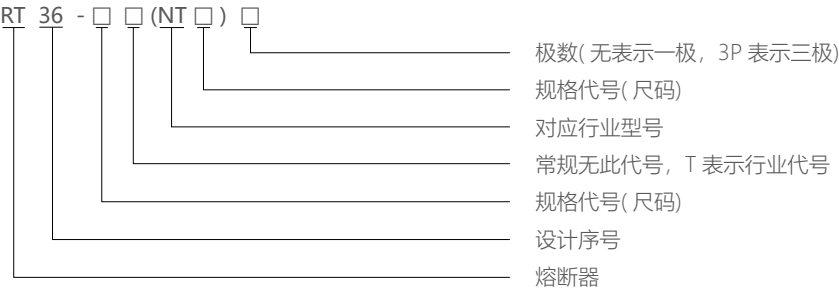 RT 36 - □ □ (NT □ ) □
极数( 无表示一极，3P 表示三极)
规格代号( 尺码)
对应行业型号
常规无此代号，T 表示行业代号
规格代号( 尺码)
设计序号
熔断器